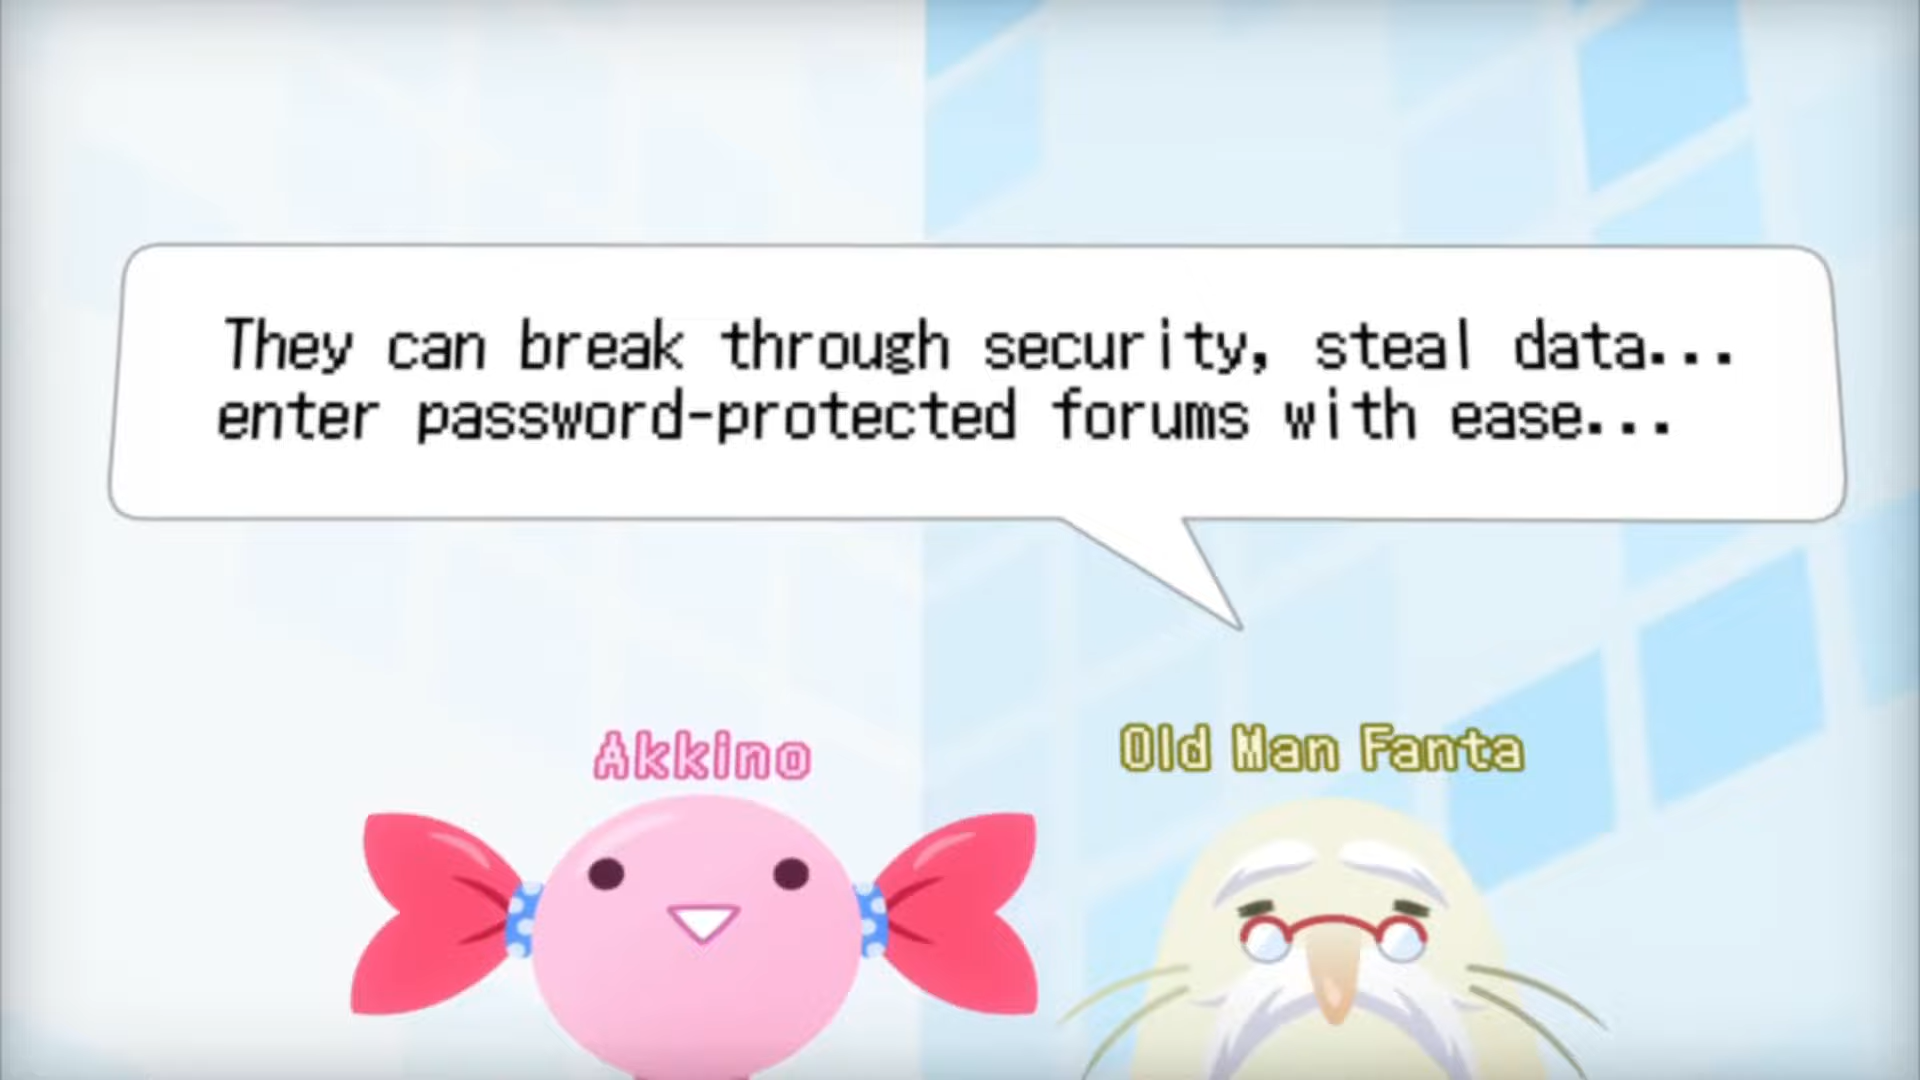 They can break through security, steal data...
enter password-protected forums with ease...
Akkino
Old Man Fanta